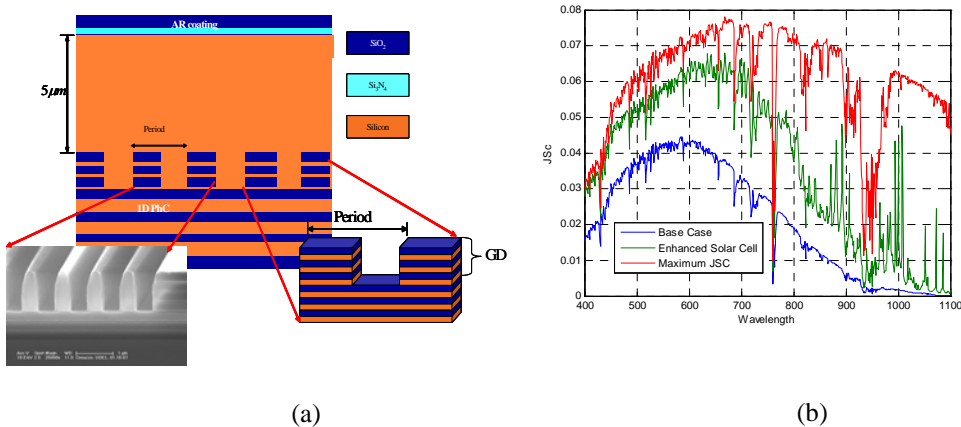 (a)
AR coating
5μm
Period
1D PhC
SiO2
Si3N4
Silicon
Period
GD
1 μm
(b)
JSc
0.08
0.07
0.06
0.05
0.04
0.03
0.02
0.01
0
400 500 600 700 800 900 1000 1100
Wavelength
Base Case
Enhanced Solar Cell
Maximum JSC
(a) (b)